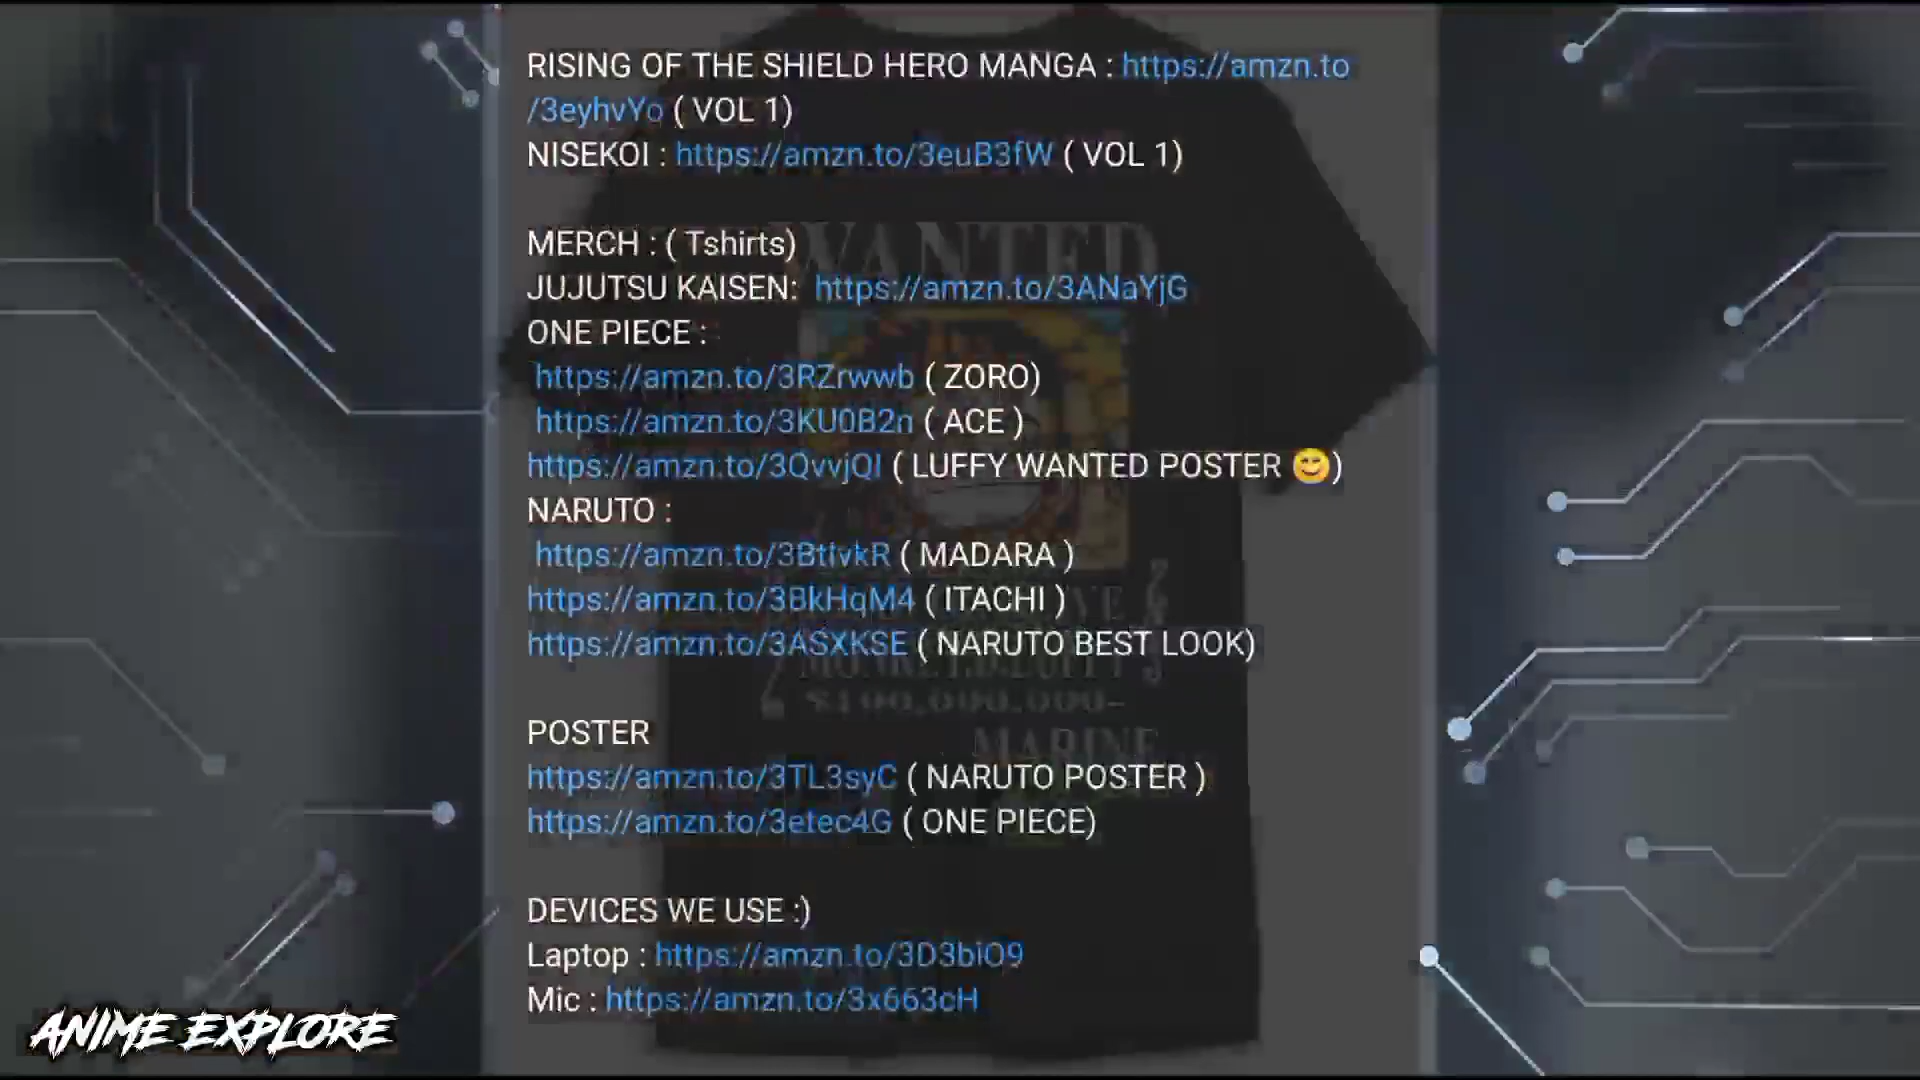 RISING OF THE SHIELD HERO MANGA : https://amzn.to
/3eyhvYo ( VOL 1)
NISEKOI : https://amzn.to/3euB3fW ( VOL 1)
MERCH : ( Tshirts)
JUJUTSU KAISEN: https://amzn.to/3ANaYjG
ONE PIECE :
https://amzn.to/3RZrwwb ( ZORO)
https://amzn.to/3KU0B2n ( ACE )
https://amzn.to/3QvvjQl ( LUFFY WANTED POSTER 😊)
NARUTO :
https://amzn.to/3BtIvkR ( MADARA )
https://amzn.to/3BkHqM4 ( ITACHI )
https://amzn.to/3ASXKSE ( NARUTO BEST LOOK)
POSTER
https://amzn.to/3TL3syC ( NARUTO POSTER )
https://amzn.to/3etec4G ( ONE PIECE)
DEVICES WE USE :)
Laptop : https://amzn.to/3D3biO9
Mic : https://amzn.to/3x663cH
WANTED
MONKEY.D.LUFFY
MARINE
ANIME EXPLORE